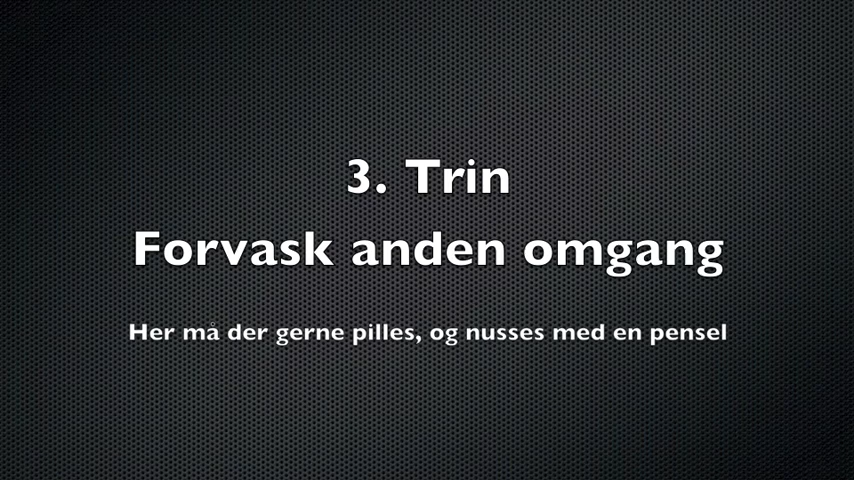 3. Trin
Forvask anden omgang
Her må der gerne pilles, og nusses med en pensel